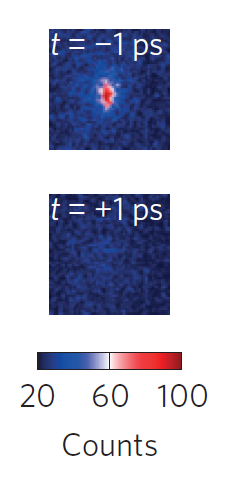 t = −1 ps
t = +1 ps
20 60 100
Counts